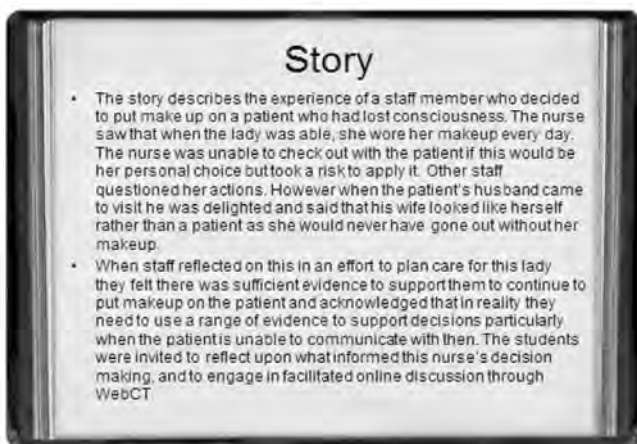 Story
• The story describes the experience of a staff member who decided
to put make up on a patient who had lost consciousness. The nurse
saw that when the lady was able, she wore her makeup every day.
The nurse was unable to check out with the patient if this would be
her personal choice but took a risk to apply it. Other staff
questioned her actions. However when the patient's husband came
to visit he was delighted and said that his wife looked like herself
rather than a patient as she would never have gone out without her
makeup.
• When staff reflected on this in an effort to plan care for this lady
they felt there was sufficient evidence to support them to continue to
put makeup on the patient and acknowledged that in reality they
need to use a range of evidence to support decisions particularly
when the patient is unable to communicate with then. The students
were invited to reflect upon what informed this nurse's decision
making, and to engage in facilitated online discussion through
WebCT